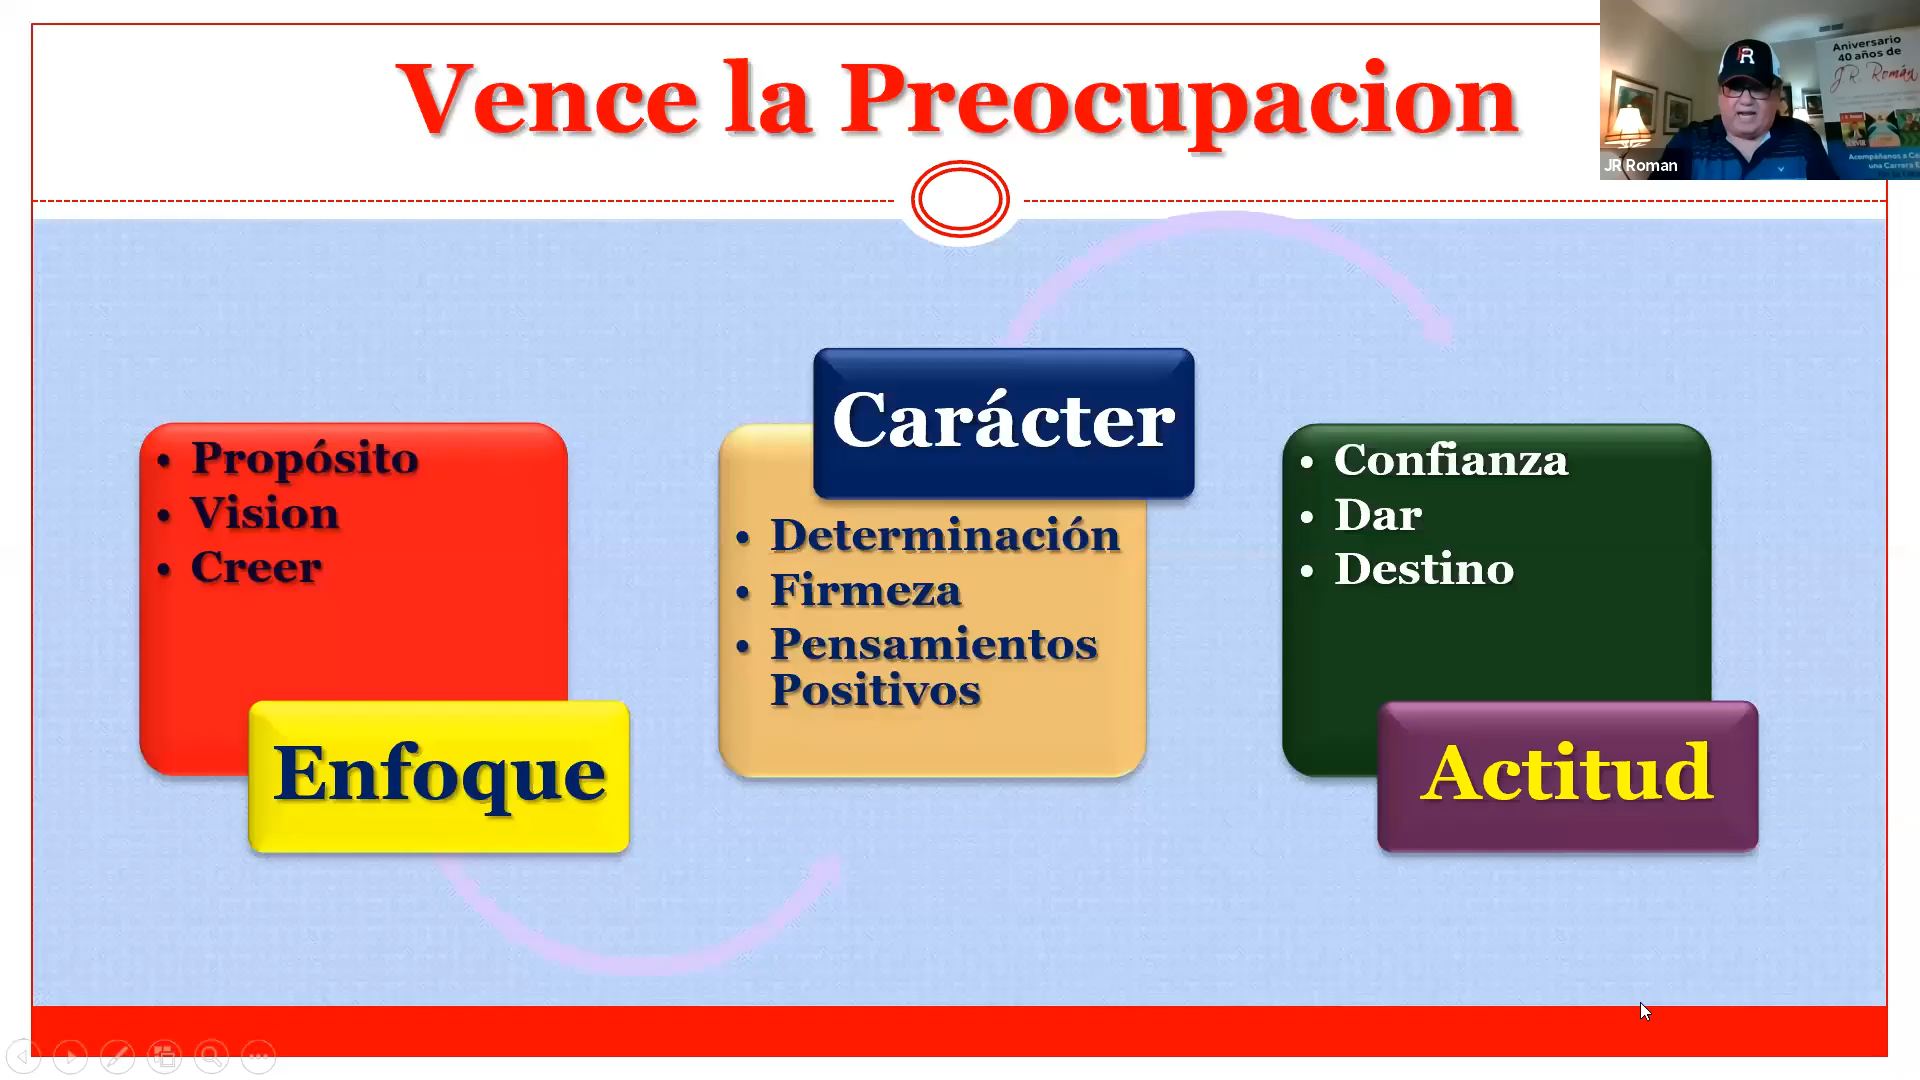 Vence la Preocupacion
Aniversario
40 años de
J.R. Román
JR Roman
Carácter
Propósito
Vision
Creer
Enfoque
Determinación
Firmeza
Pensamientos
Positivos
Confianza
Dar
Destino
Actitud